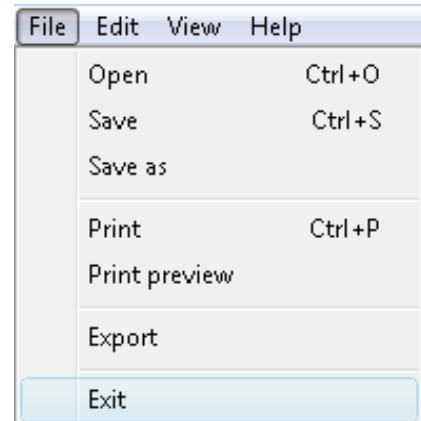 File Edit View Help
Open Ctrl+O
Save Ctrl+S
Save as
Print Ctrl+P
Print preview
Export
Exit